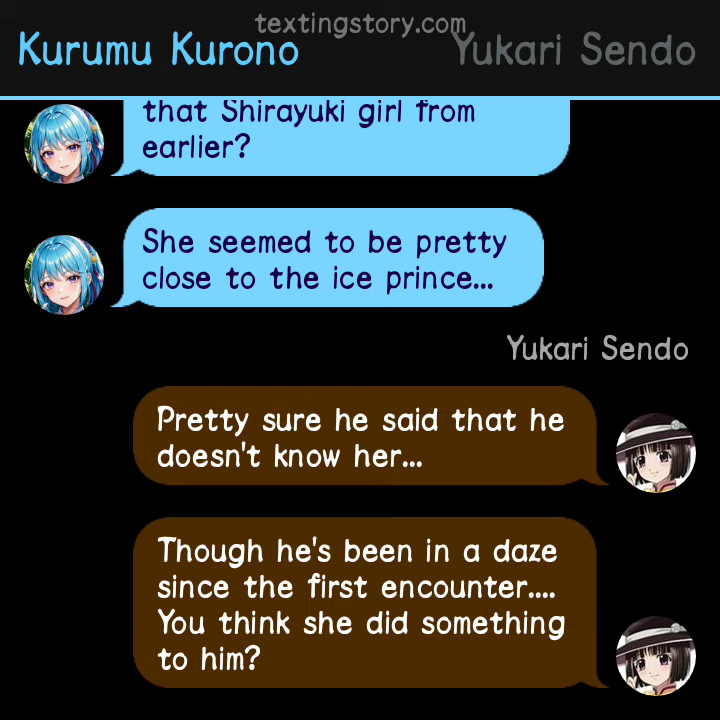 textingstory.com
Kurumu Kurono
Yukari Sendo
that Shirayuki girl from
earlier?
She seemed to be pretty
close to the ice prince...
Yukari Sendo
Pretty sure he said that he
doesn't know her...
Though he's been in a daze
since the first encounter....
You think she did something
to him?